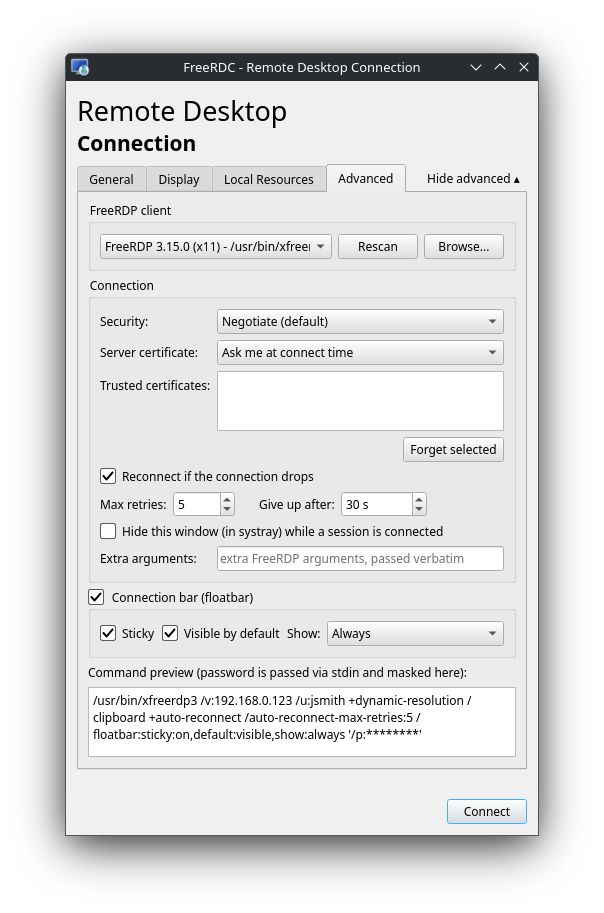 FreeRDC - Remote Desktop Connection
Remote Desktop
Connection
General Display Local Resources Advanced Hide advanced ▴
FreeRDP client
FreeRDP 3.15.0 (x11) - /usr/bin/xfree Rescan Browse...
Connection
Security: Negotiate (default)
Server certificate: Ask me at connect time
Trusted certificates:
Forget selected
Reconnect if the connection drops
Max retries: 5 Give up after: 30 s
Hide this window (in systray) while a session is connected
Extra arguments: extra FreeRDP arguments, passed verbatim
Connection bar (floatbar)
Sticky Visible by default Show: Always
Command preview (password is passed via stdin and masked here):
/usr/bin/xfreerdp3 /v:192.168.0.123 /u:jsmith +dynamic-resolution /
clipboard +auto-reconnect /auto-reconnect-max-retries:5 /
floatbar:sticky:on,default:visible,show:always '/p:********'
Connect